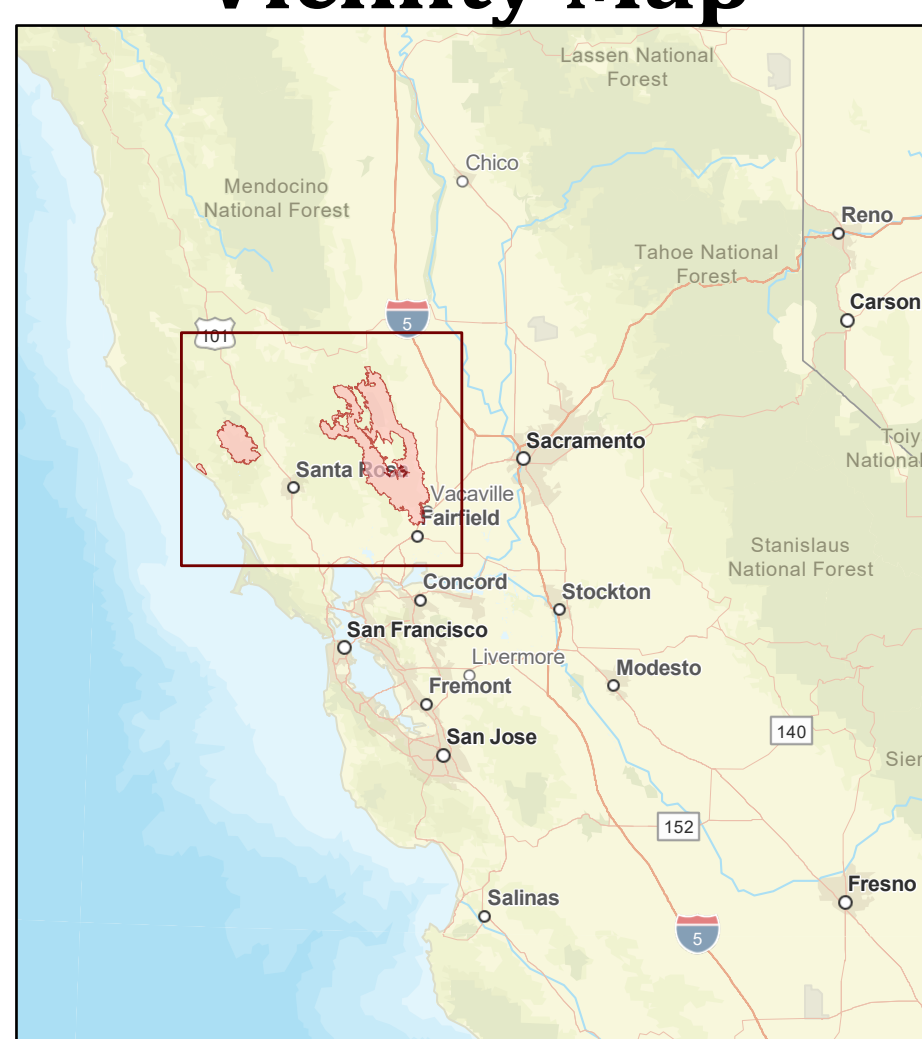 Vicinity Map
Lassen National
Forest
Chico
Mendocino
National Forest
Reno
Tahoe National
Forest
Carson
5
101
Sacramento
Toiy
National
Santa Rosa
Vacaville
Fairfield
Stanislaus
National Forest
Concord
Stockton
San Francisco
Livermore
Modesto
Fremont
140
San Jose
Sier
152
Fresno
Salinas
5